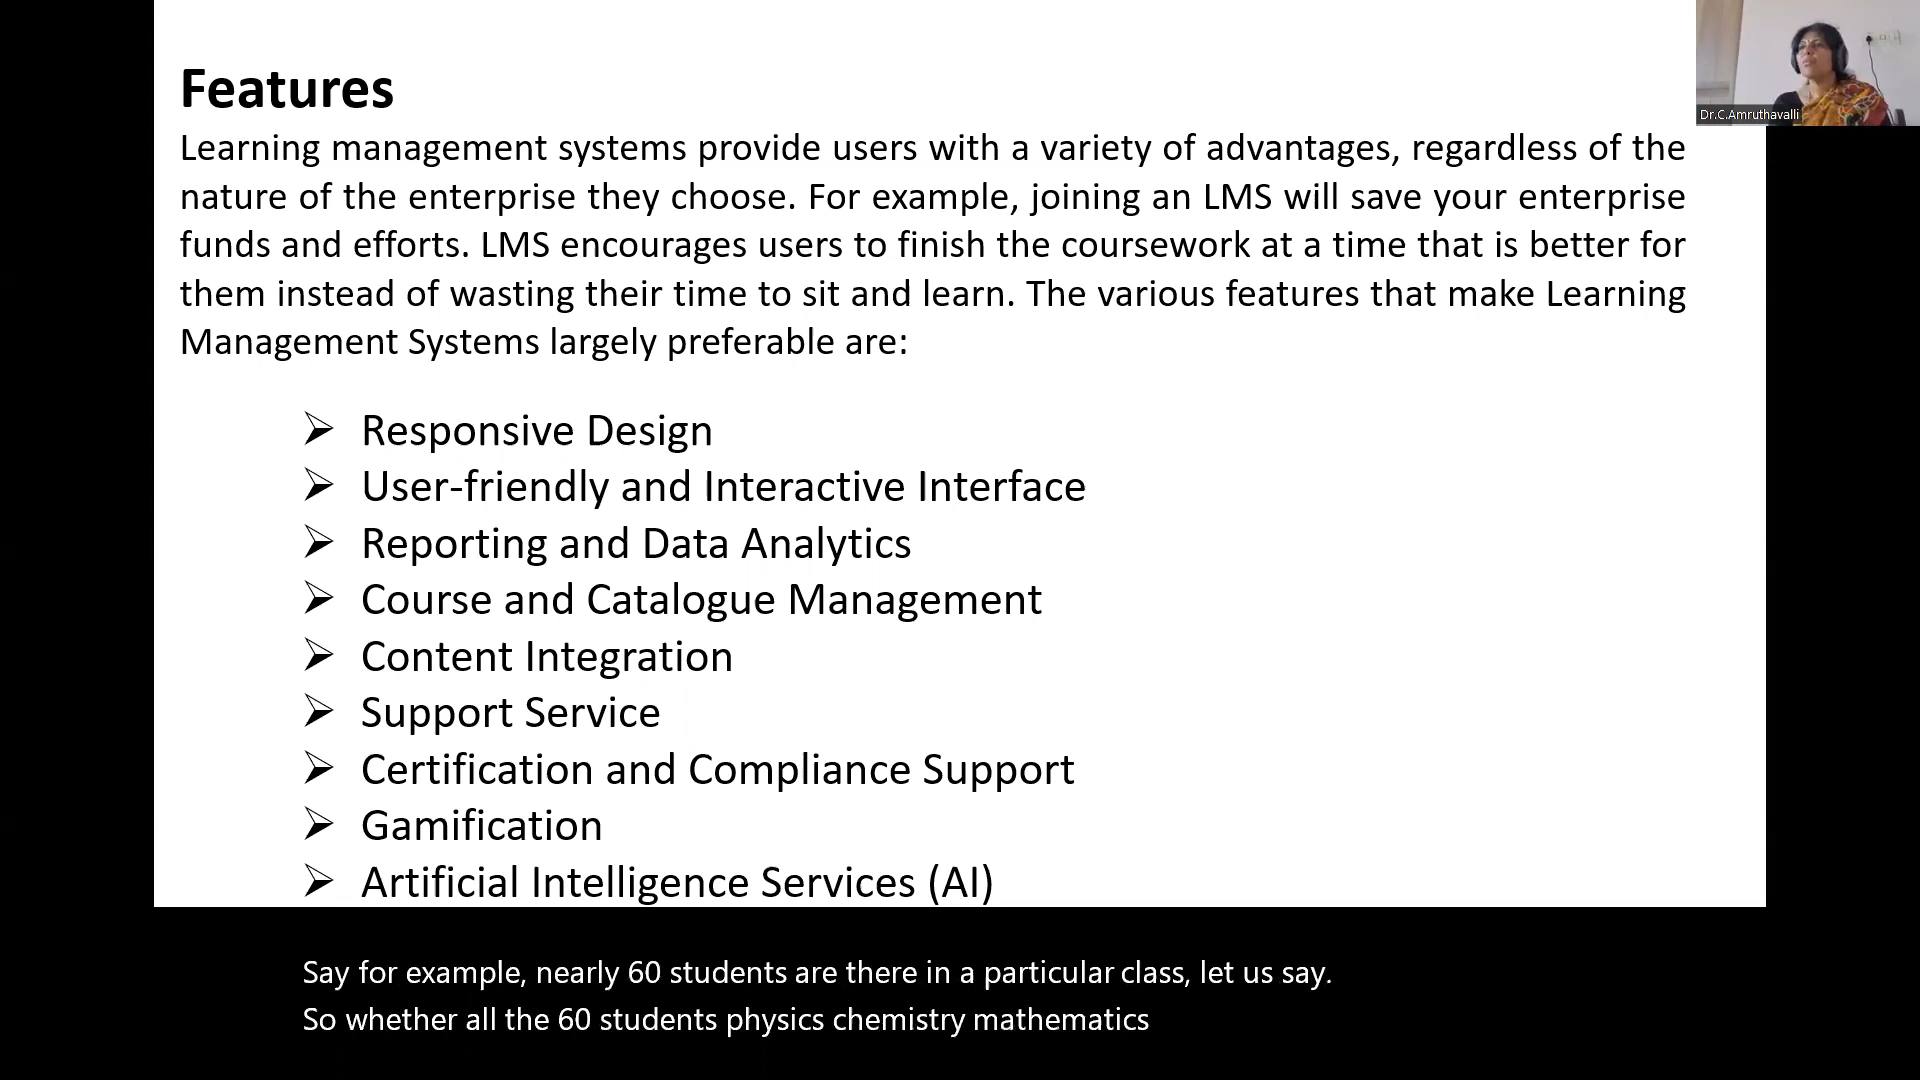 Features
Learning management systems provide users with a variety of advantages, regardless of the
nature of the enterprise they choose. For example, joining an LMS will save your enterprise
funds and efforts. LMS encourages users to finish the coursework at a time that is better for
them instead of wasting their time to sit and learn. The various features that make Learning
Management Systems largely preferable are:
Responsive Design
User-friendly and Interactive Interface
Reporting and Data Analytics
Course and Catalogue Management
Content Integration
Support Service
Certification and Compliance Support
Gamification
Artificial Intelligence Services (AI)
Dr.C.Amruthavalli
Say for example, nearly 60 students are there in a particular class, let us say.
So whether all the 60 students physics chemistry mathematics